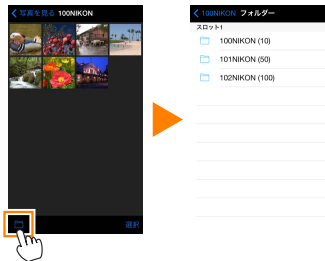 写真を見る 100NIKON
選択
100NIKON フォルダー
スロット1
100NIKON (10)
101NIKON (50)
102NIKON (100)